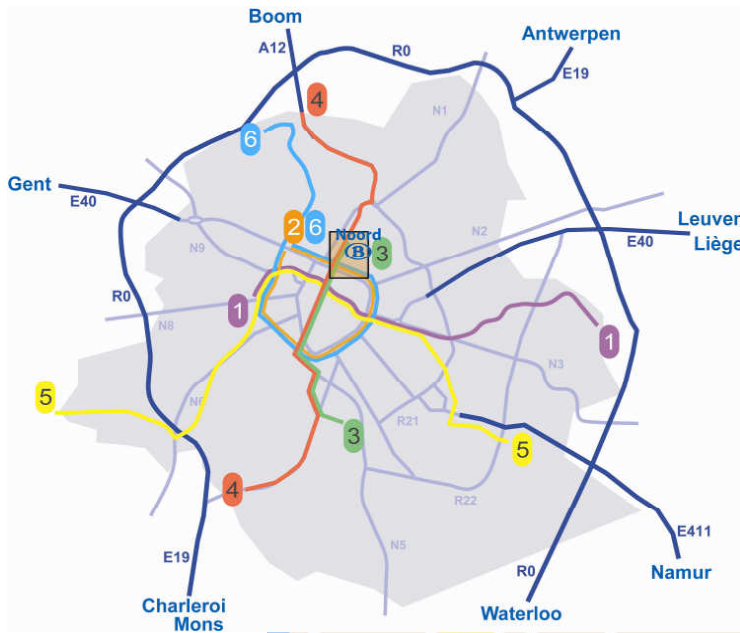 Boom
A12
R0
Antwerpen
E19
4
N1
6
Gent
E40
2
6
Noord
B
3
N2
Leuven
Liège
E40
N9
R0
1
N8
1
N3
5
N6
R21
3
5
4
R22
E411
E19
N5
R0
Namur
Charleroi
Mons
Waterloo